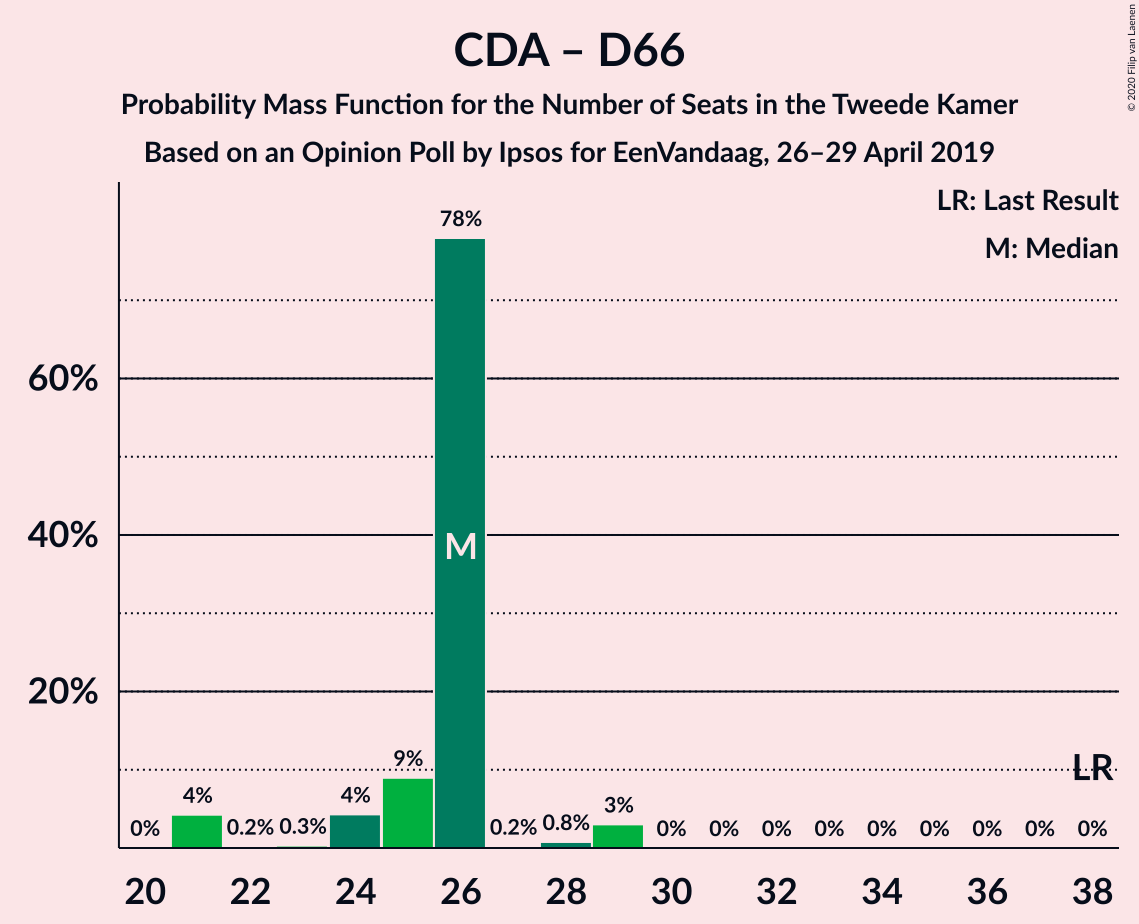 CDA – D66
Probability Mass Function for the Number of Seats in the Tweede Kamer
Based on an Opinion Poll by Ipsos for EenVandaag, 26–29 April 2019
© 2020 Filip van Laenen
LR: Last Result
M: Median
78%
60%
40%
20%
M
LR
0% 4% 0.2% 0.3% 4% 9% 0.2% 0.8% 3% 0% 0% 0% 0% 0% 0% 0% 0% 0%
20 22 24 26 28 30 32 34 36 38